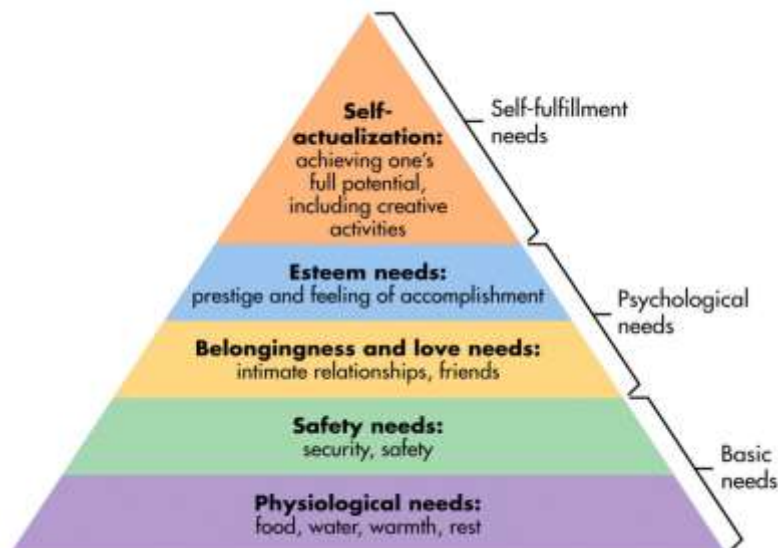 Self-
actualization:
achieving one's
full potential,
including creative
activities
Self-fulfillment
needs
Esteem needs:
prestige and feeling of accomplishment
Psychological
needs
Belongingness and love needs:
intimate relationships, friends
Safety needs:
security, safety
Basic
needs
Physiological needs:
food, water, warmth, rest